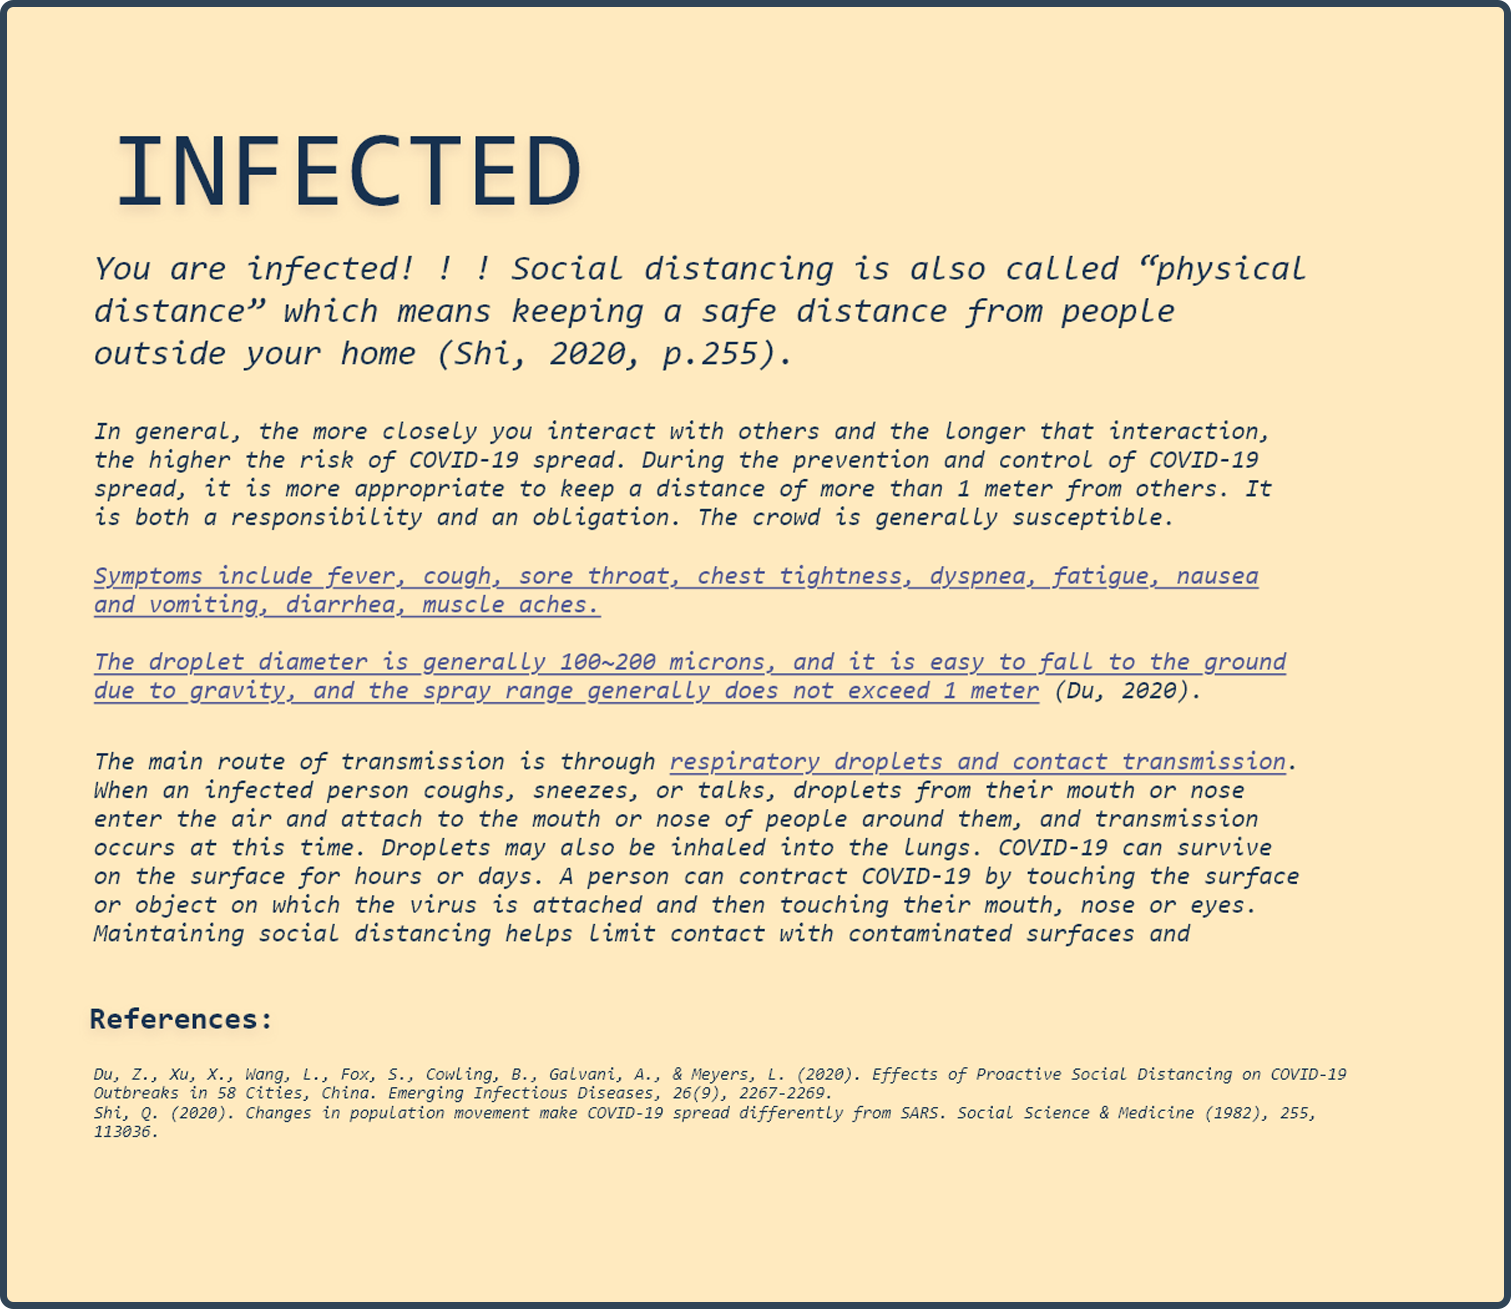 INFECTED
You are infected! ! ! Social distancing is also called “physical
distance” which means keeping a safe distance from people
outside your home (Shi, 2020, p.255).
In general, the more closely you interact with others and the longer that interaction,
the higher the risk of COVID-19 spread. During the prevention and control of COVID-19
spread, it is more appropriate to keep a distance of more than 1 meter from others. It
is both a responsibility and an obligation. The crowd is generally susceptible.
Symptoms include fever, cough, sore throat, chest tightness, dyspnea, fatigue, nausea
and vomiting, diarrhea, muscle aches.
The droplet diameter is generally 100~200 microns, and it is easy to fall to the ground
due to gravity, and the spray range generally does not exceed 1 meter (Du, 2020).
The main route of transmission is through respiratory droplets and contact transmission.
When an infected person coughs, sneezes, or talks, droplets from their mouth or nose
enter the air and attach to the mouth or nose of people around them, and transmission
occurs at this time. Droplets may also be inhaled into the lungs. COVID-19 can survive
on the surface for hours or days. A person can contract COVID-19 by touching the surface
or object on which the virus is attached and then touching their mouth, nose or eyes.
Maintaining social distancing helps limit contact with contaminated surfaces and
References:
Du, Z., Xu, X., Wang, L., Fox, S., Cowling, B., Galvani, A., & Meyers, L. (2020). Effects of Proactive Social Distancing on COVID-19
Outbreaks in 58 Cities, China. Emerging Infectious Diseases, 26(9), 2267-2269.
Shi, Q. (2020). Changes in population movement make COVID-19 spread differently from SARS. Social Science & Medicine (1982), 255,
113036.